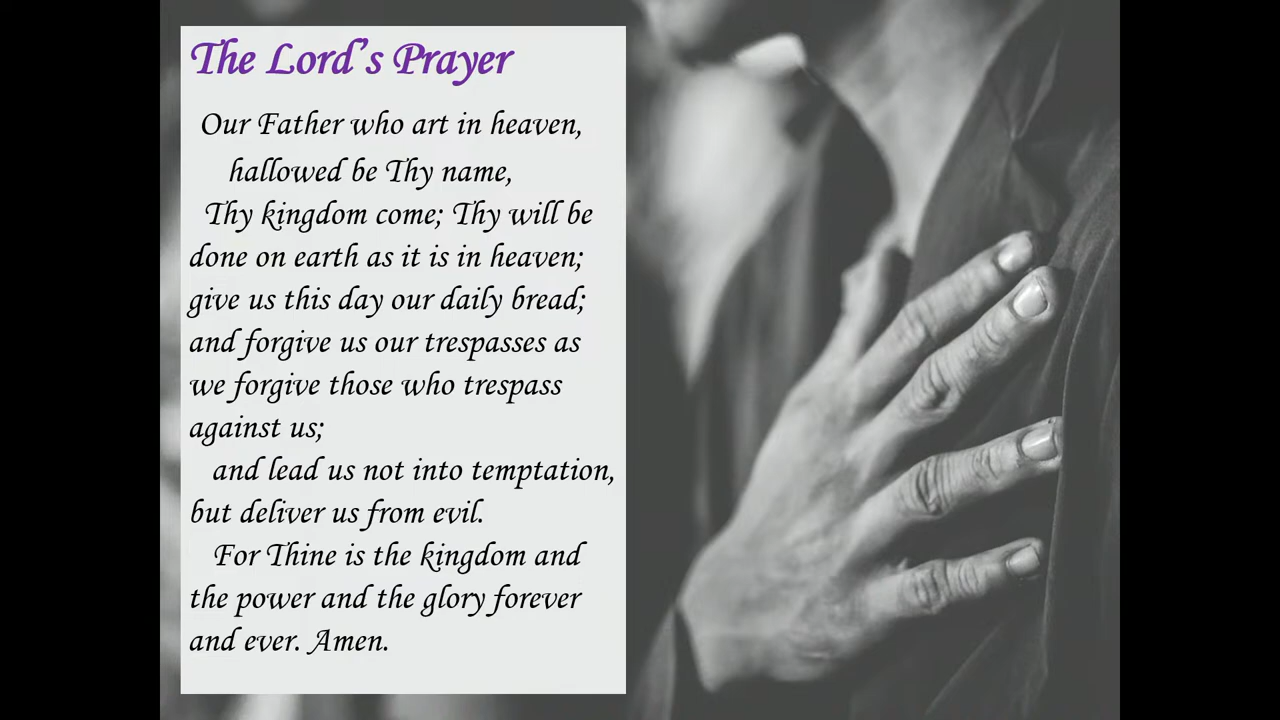 The Lord's Prayer
Our Father who art in heaven,
hallowed be Thy name,
Thy kingdom come; Thy will be
done on earth as it is in heaven;
give us this day our daily bread;
and forgive us our trespasses as
we forgive those who trespass
against us;
and lead us not into temptation,
but deliver us from evil.
For Thine is the kingdom and
the power and the glory forever
and ever. Amen.